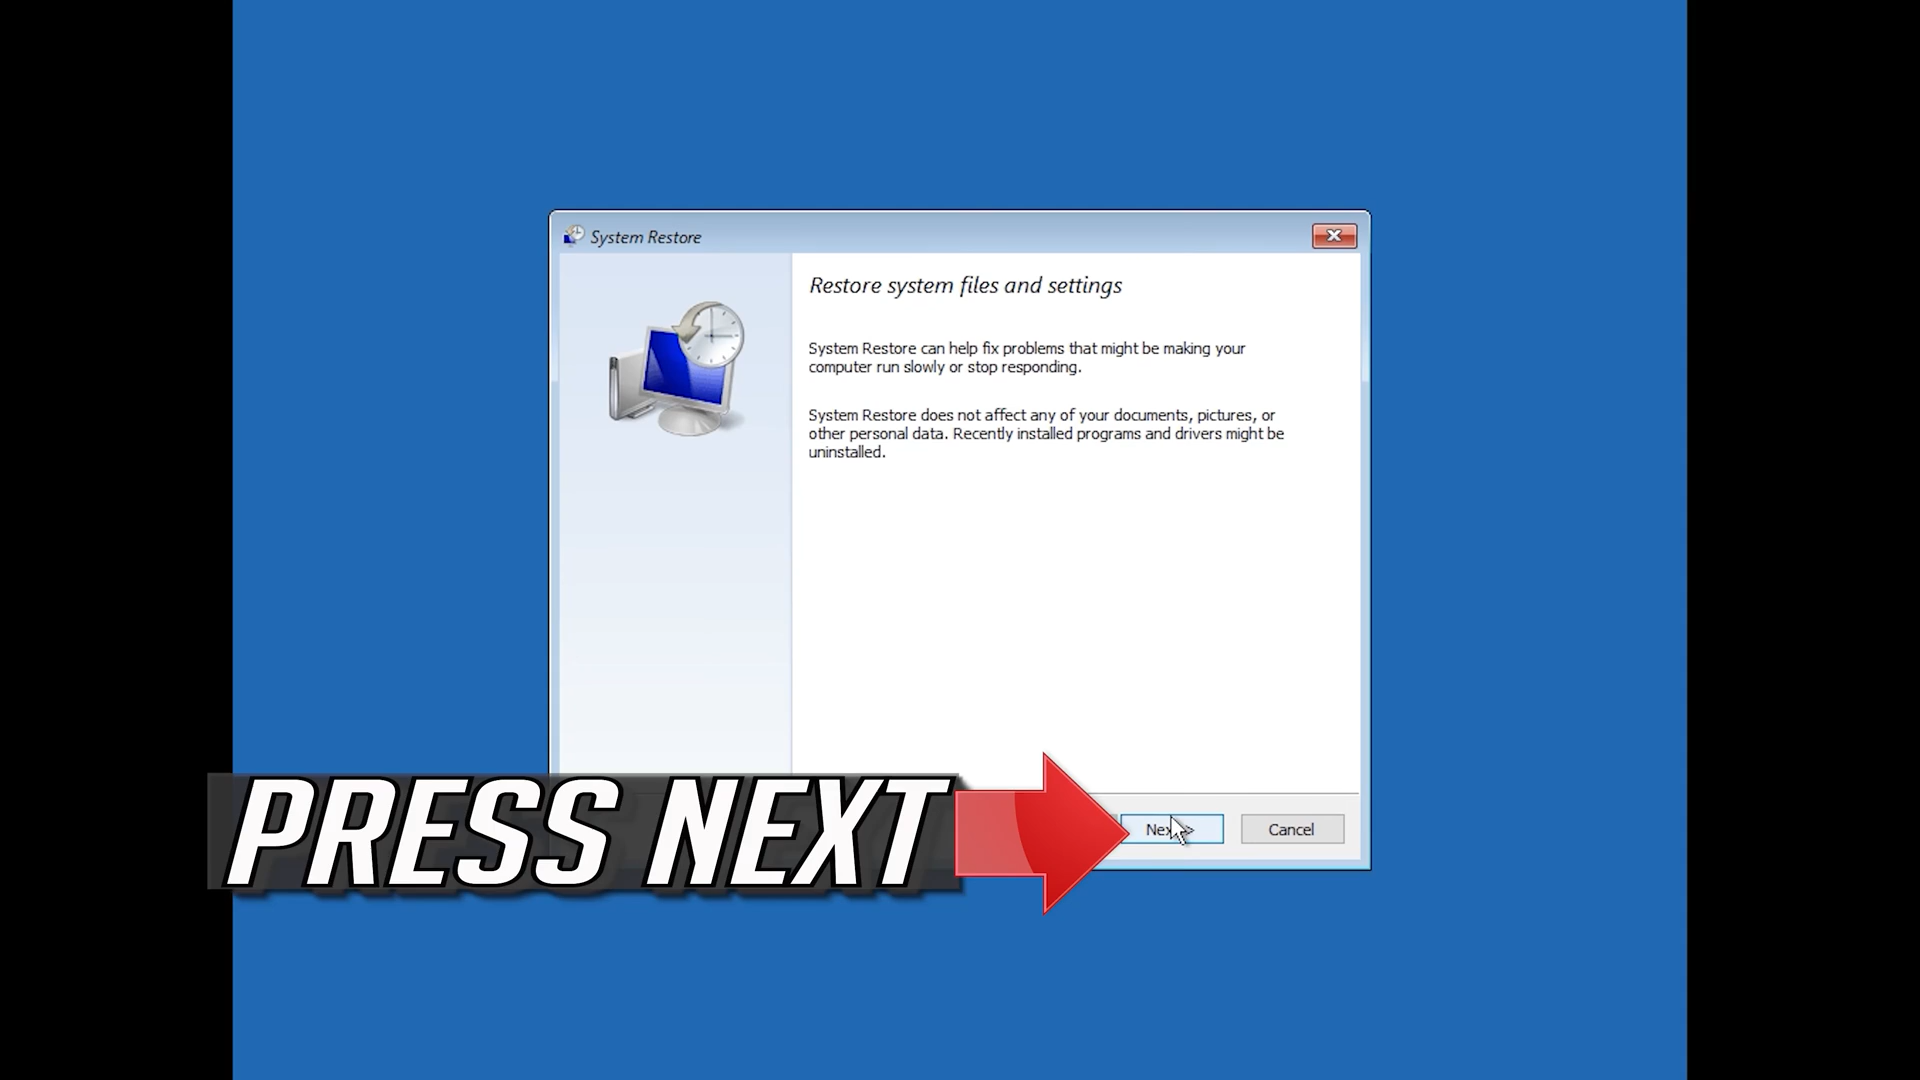 System Restore
Restore system files and settings
System Restore can help fix problems that might be making your
computer run slowly or stop responding.
System Restore does not affect any of your documents, pictures, or
other personal data. Recently installed programs and drivers might be
uninstalled.
PRESS NEXT
Next >
Cancel